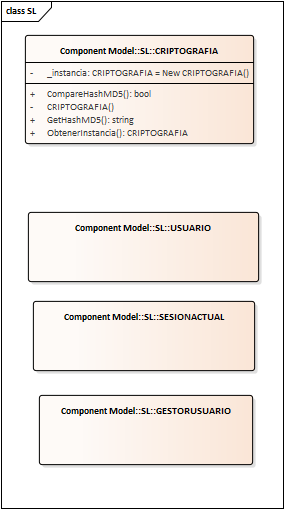 class SL
Component Model::SL::CRIPTOGRAFIA
- _instancia: CRIPTOGRAFIA = New CRIPTOGRAFIA()
+ CompareHashMD5(): bool
- CRIPTOGRAFIA()
+ GetHashMD5(): string
+ ObtenerInstancia(): CRIPTOGRAFIA
Component Model::SL::USUARIO
Component Model::SL::SESIONACTUAL
Component Model::SL::GESTORUSUARIO